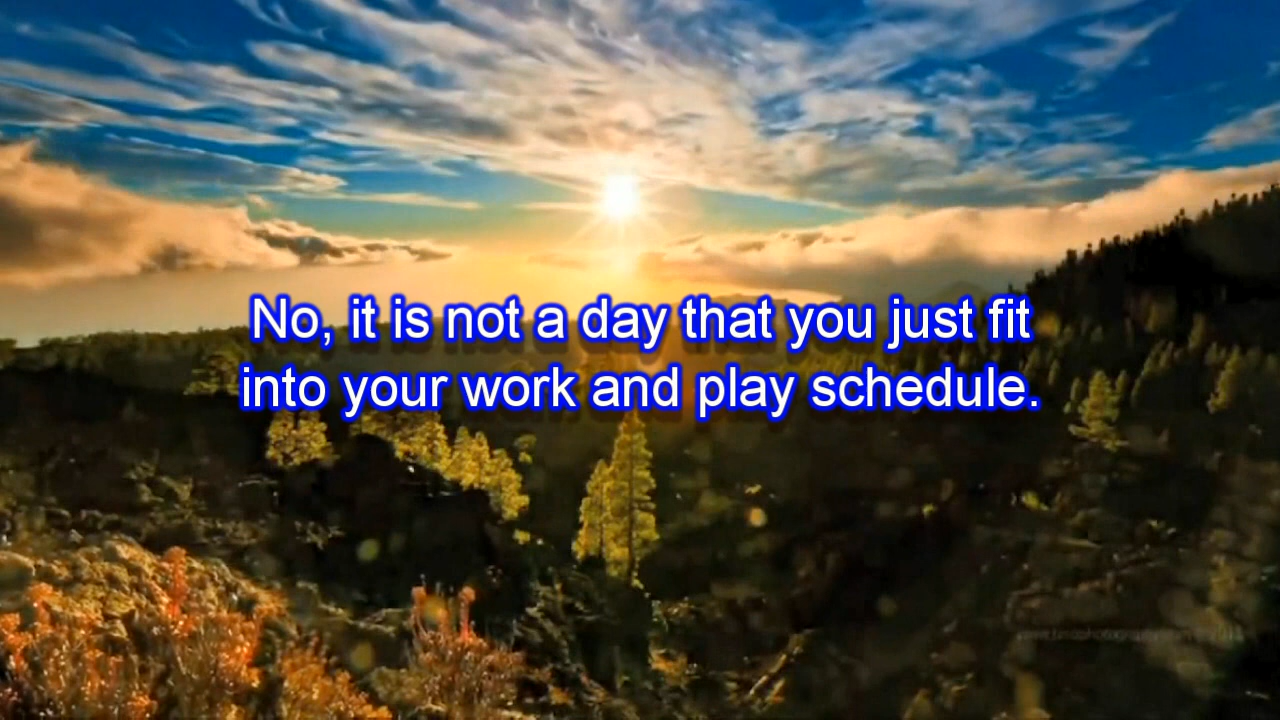 No, it is not a day that you just fit
into your work and play schedule.